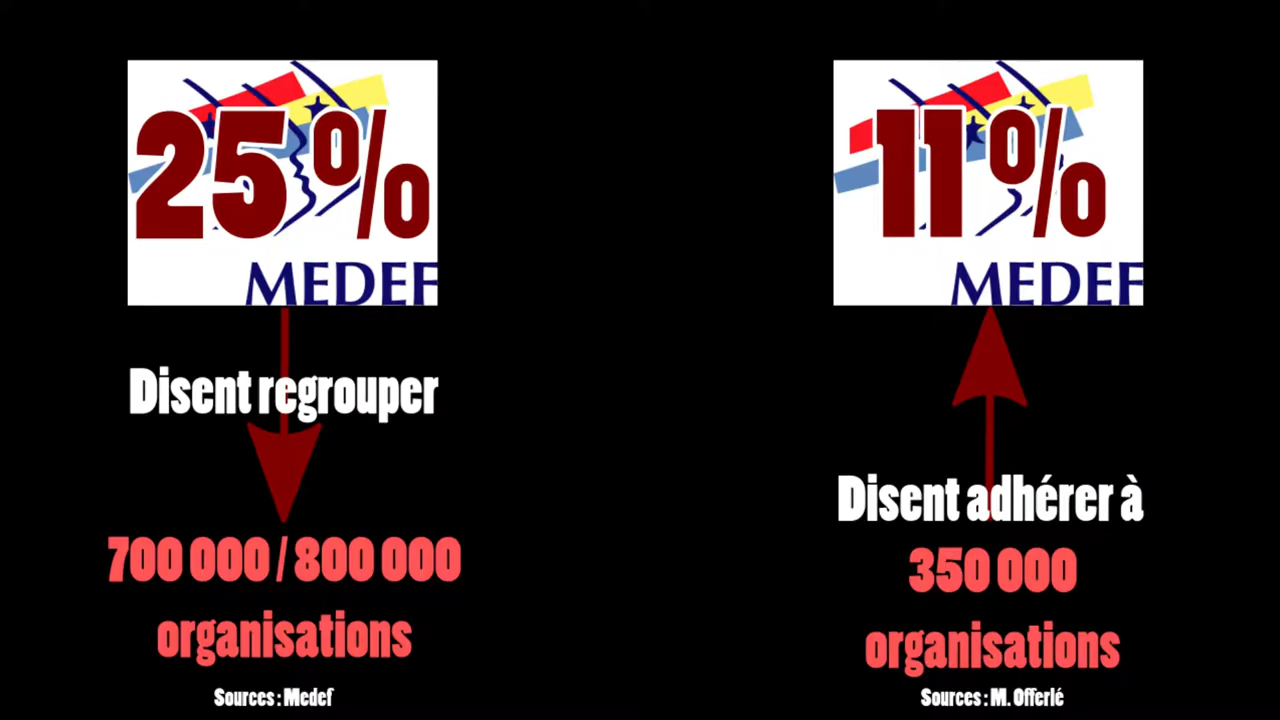 25%
MEDEF
Disent regrouper
700 000 / 800 000
organisations
Sources : Medef
11%
MEDEF
Disent adhérer à
350 000
organisations
Sources : M. Offerlé